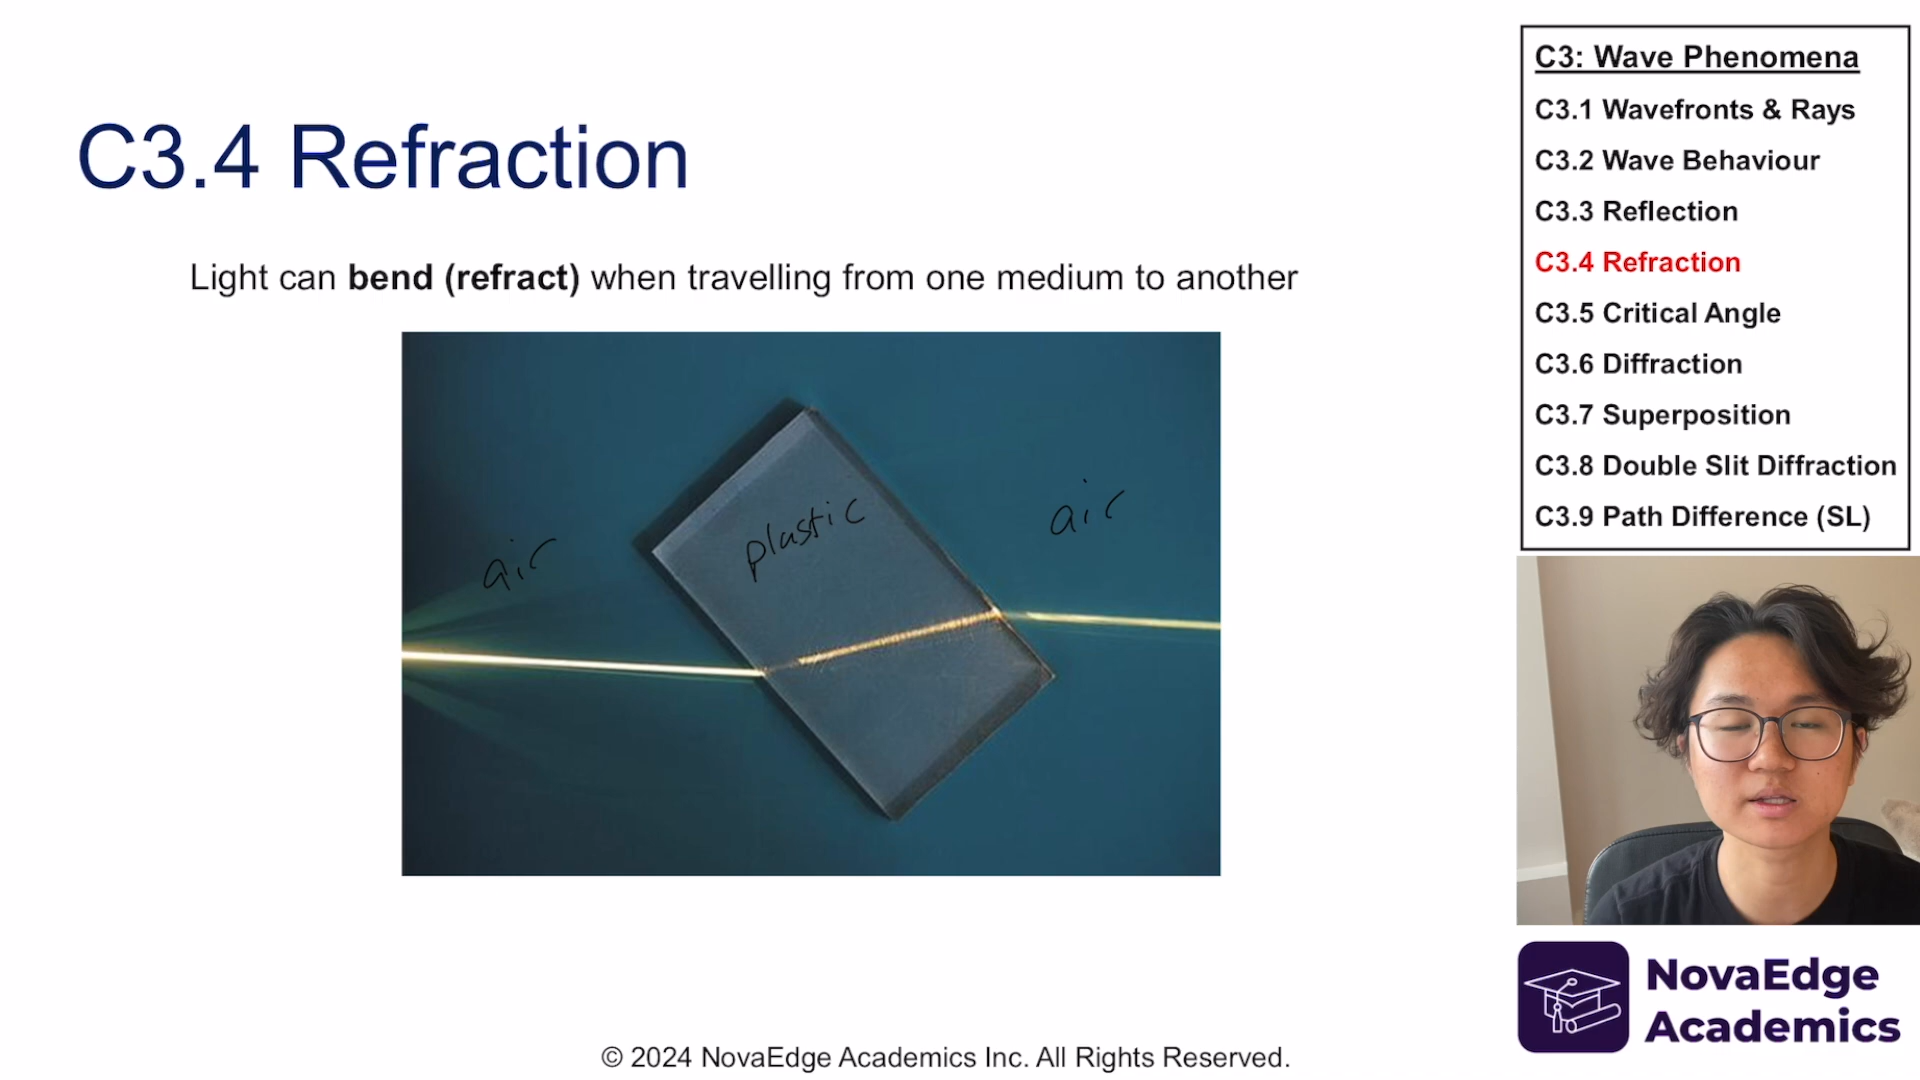 C3.4 Refraction
Light can bend (refract) when travelling from one medium to another
air
plastic
air
C3: Wave Phenomena
C3.1 Wavefronts & Rays
C3.2 Wave Behaviour
C3.3 Reflection
C3.4 Refraction
C3.5 Critical Angle
C3.6 Diffraction
C3.7 Superposition
C3.8 Double Slit Diffraction
C3.9 Path Difference (SL)
NovaEdge
Academics
© 2024 NovaEdge Academics Inc. All Rights Reserved.